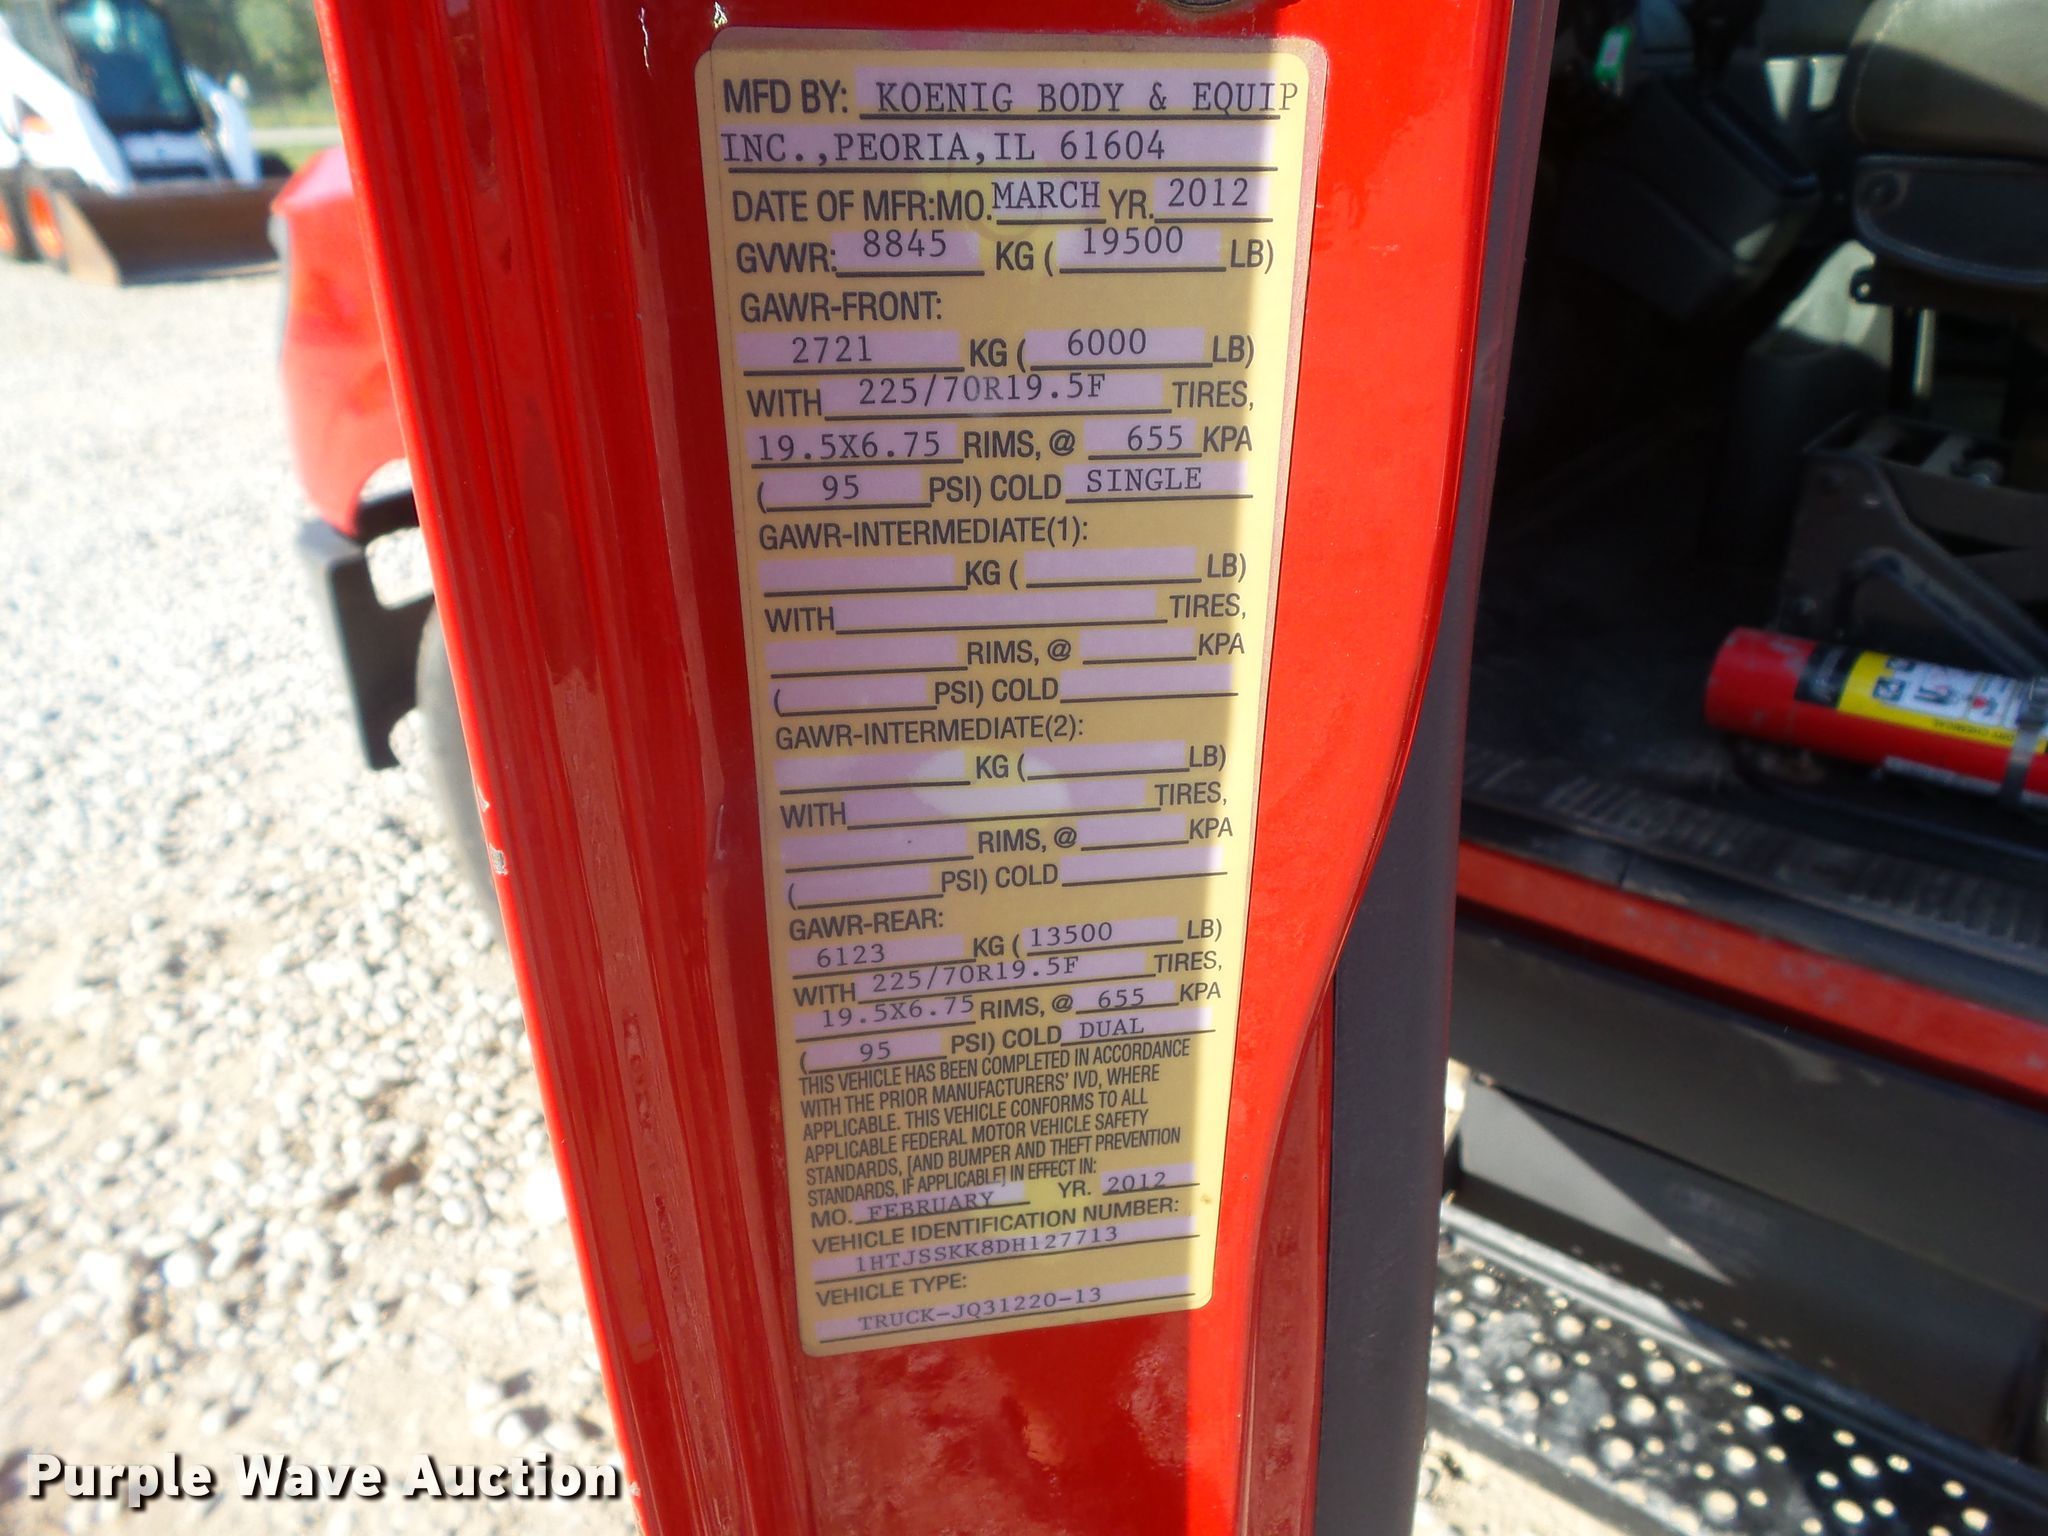 MFD BY: KOENIG BODY & EQUIP
INC.,PEORIA,IL 61604
DATE OF MFR:MO. MARCH YR. 2012
GVWR: 8845 KG ( 19500 LB)
GAWR-FRONT:
2721 KG ( 6000 LB)
WITH 225/70R19.5F TIRES,
19.5X6.75 RIMS, @ 655 KPA
( 95 PSI) COLD SINGLE
GAWR-INTERMEDIATE(1):
KG ( LB)
WITH TIRES,
RIMS, @ KPA
( PSI) COLD
GAWR-INTERMEDIATE(2):
KG ( LB)
WITH TIRES,
RIMS, @ KPA
( PSI) COLD
GAWR-REAR:
6123 KG ( 13500 LB)
WITH 225/70R19.5F TIRES,
19.5X6.75 RIMS, @ 655 KPA
( 95 PSI) COLD DUAL
THIS VEHICLE HAS BEEN COMPLETED IN ACCORDANCE
WITH THE PRIOR MANUFACTURERS' IVD, WHERE
APPLICABLE. THIS VEHICLE CONFORMS TO ALL
APPLICABLE FEDERAL MOTOR VEHICLE SAFETY
STANDARDS, [AND BUMPER AND THEFT PREVENTION
STANDARDS, IF APPLICABLE] IN EFFECT IN:
MO. FEBRUARY YR. 2012
VEHICLE IDENTIFICATION NUMBER:
1HTJSSKK8DH127713
VEHICLE TYPE:
TRUCK-JQ31220-13
DRY CHEMICAL
Purple Wave Auction